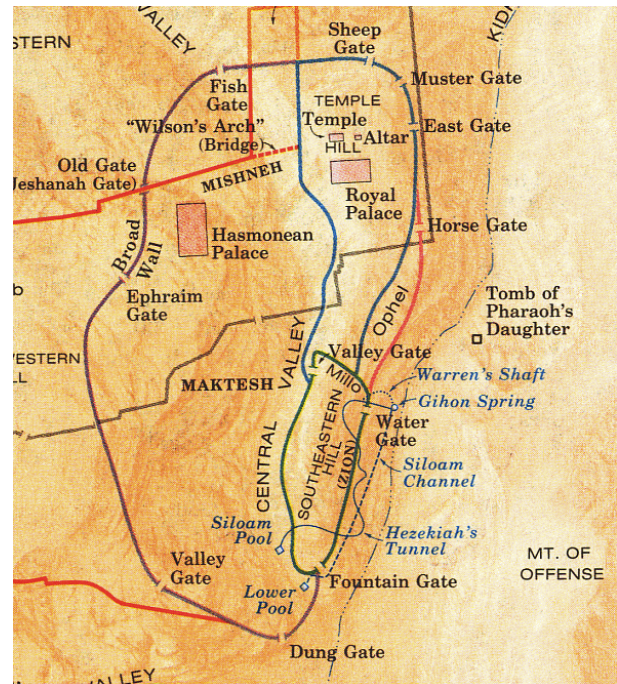 STERN
VALLEY
Sheep
Gate
KID
Fish
Gate
Muster Gate
TEMPLE
Temple
HILL
Altar
East Gate
"Wilson's Arch"
(Bridge)
Old Gate
Jeshanah Gate)
MISHNEH
Royal
Palace
Horse Gate
Broad
Wall
Hasmonean
Palace
Ephraim
Gate
b
Ophel
Tomb of
Pharaoh's
Daughter
VALLEY
CENTRAL
Valley Gate
Millo
Warren's Shaft
Gihon Spring
ESTERN
LL
MAKTESH
Water
Gate
SOUTHEASTERN
HILL
(ZION)
Siloam
Channel
Siloam
Pool
Hezekiah's
Tunnel
MT. OF
OFFENSE
Valley
Gate
Lower
Pool
Fountain Gate
Dung Gate
VALLEY